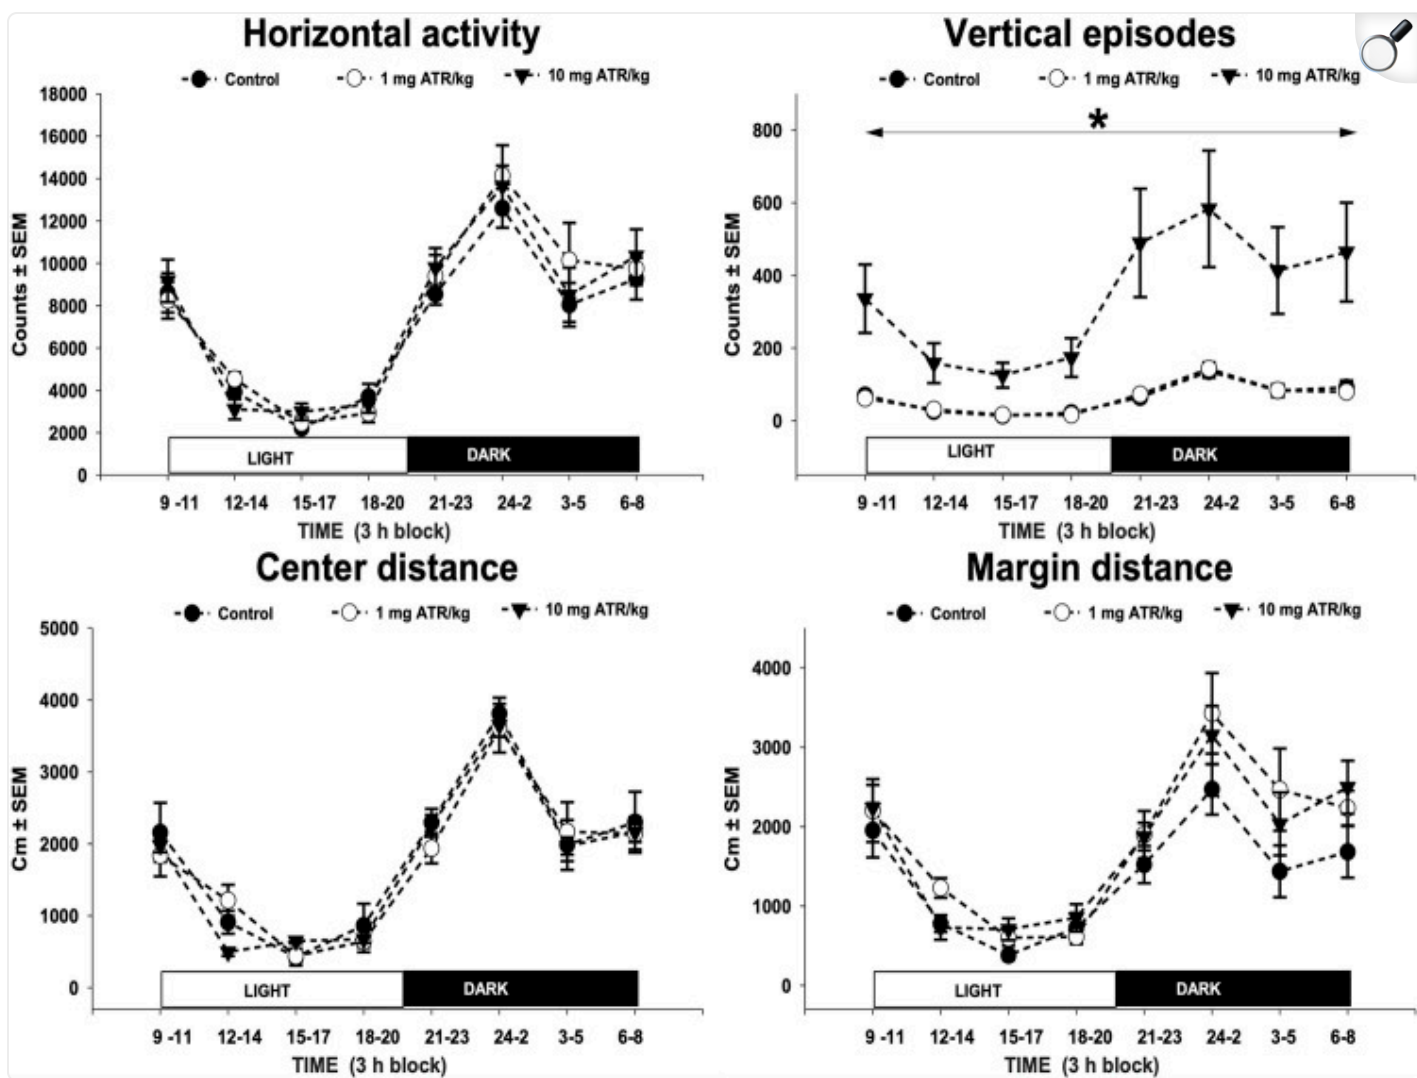 Horizontal activity
Control 1 mg ATR/kg 10 mg ATR/kg
18000
16000
14000
12000
10000
8000
6000
4000
2000
0
Counts ± SEM
LIGHT DARK
9 -11 12-14 15-17 18-20 21-23 24-2 3-5 6-8
TIME (3 h block)
Vertical episodes
Control 1 mg ATR/kg 10 mg ATR/kg
*
800
600
400
200
0
Counts ± SEM
LIGHT DARK
9 -11 12-14 15-17 18-20 21-23 24-2 3-5 6-8
TIME (3 h block)
Center distance
Control 1 mg ATR/kg 10 mg ATR/kg
5000
4000
3000
2000
1000
0
Cm ± SEM
LIGHT DARK
9 -11 12-14 15-17 18-20 21-23 24-2 3-5 6-8
TIME (3 h block)
Margin distance
Control 1 mg ATR/kg 10 mg ATR/kg
4000
3000
2000
1000
0
Cm ± SEM
LIGHT DARK
9 -11 12-14 15-17 18-20 21-23 24-2 3-5 6-8
TIME (3 h block)